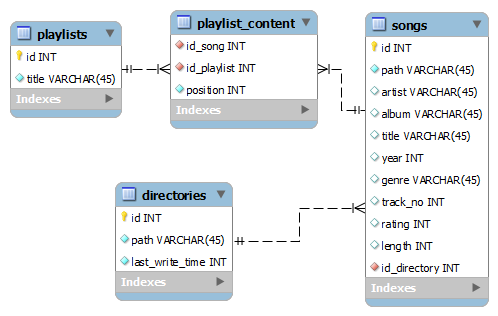 playlists
id INT
title VARCHAR(45)
Indexes
playlist_content
id_song INT
id_playlist INT
position INT
Indexes
songs
id INT
path VARCHAR(45)
artist VARCHAR(45)
album VARCHAR(45)
title VARCHAR(45)
year INT
genre VARCHAR(45)
track_no INT
rating INT
length INT
id_directory INT
Indexes
directories
id INT
path VARCHAR(45)
last_write_time INT
Indexes